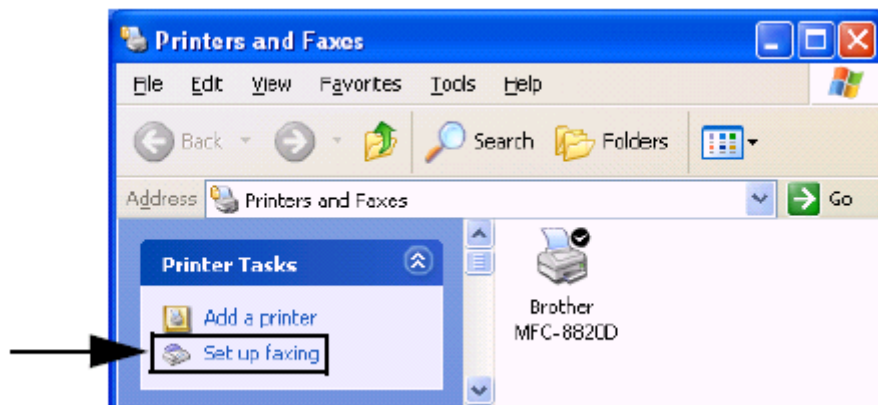 Printers and Faxes
File Edit View Favorites Tools Help
Back Search Folders
Address Printers and Faxes Go
Printer Tasks
Add a printer
Set up faxing
Brother
MFC-8820D